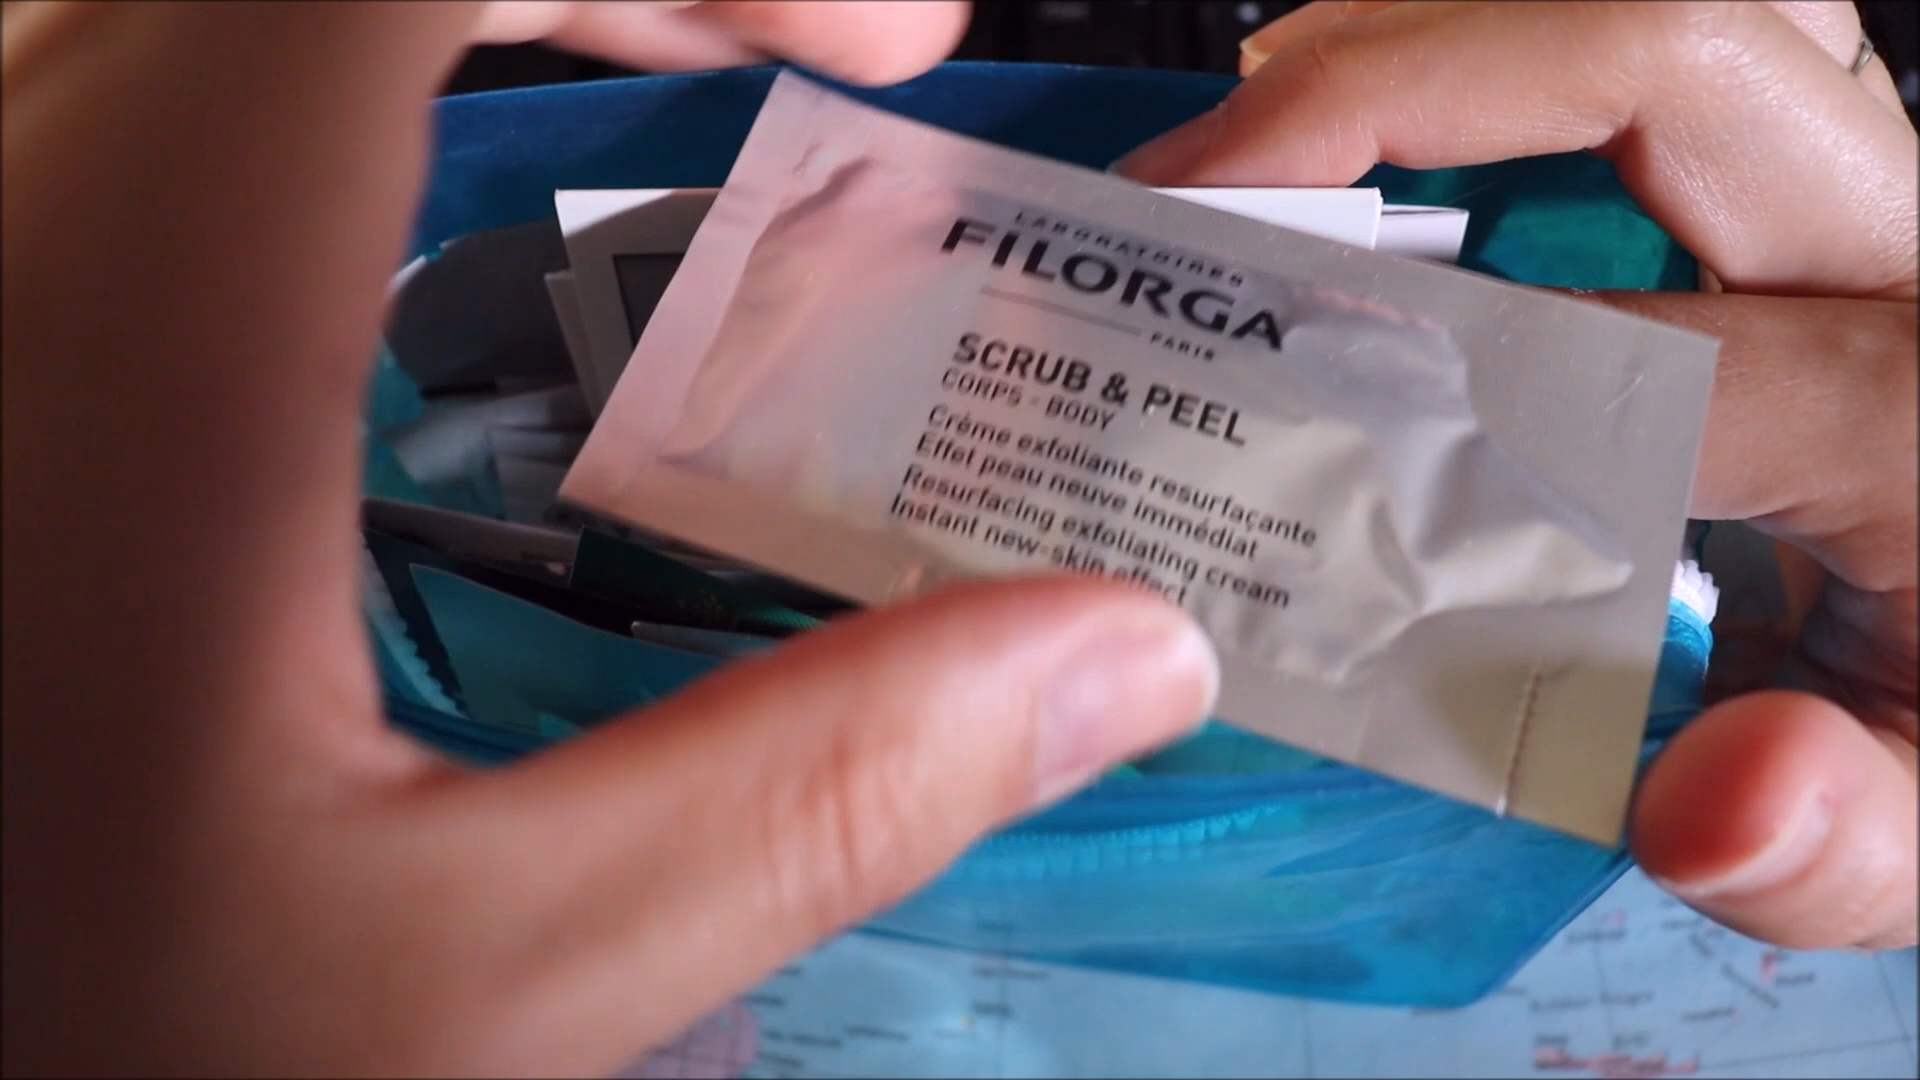 LABORATOIRES
FILORGA
PARIS
SCRUB & PEEL
CORPS - BODY
Crème exfoliante resurfaçante
Effet peau neuve immédiat
Resurfacing exfoliating cream
Instant new-skin effect